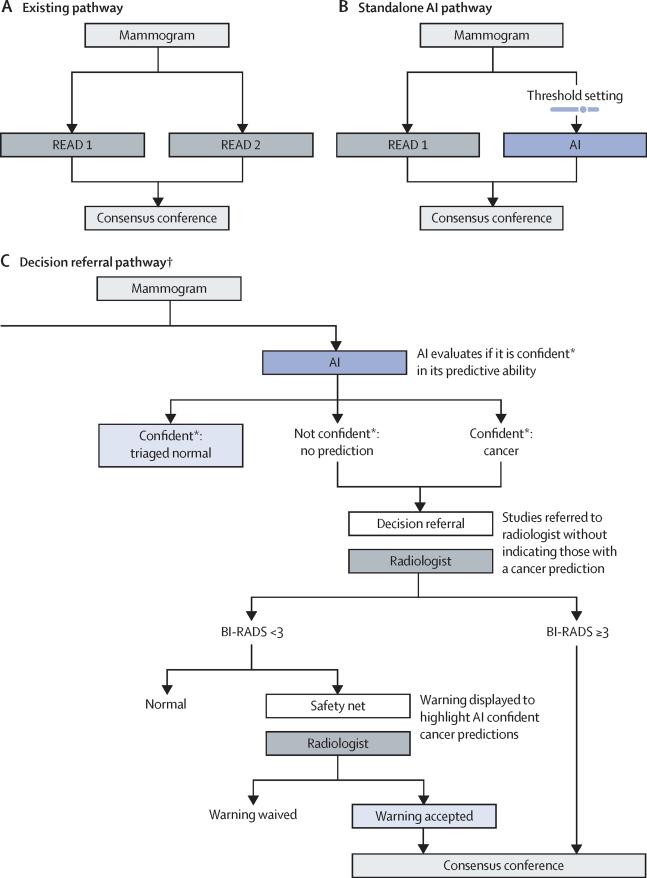 A Existing pathway
Mammogram
READ 1
READ 2
Consensus conference
B Standalone AI pathway
Mammogram
Threshold setting
READ 1
AI
Consensus conference
C Decision referral pathway†
Mammogram
AI
AI evaluates if it is confident*
in its predictive ability
Confident*:
triaged normal
Not confident*:
no prediction
Confident*:
cancer
Decision referral
Radiologist
Studies referred to
radiologist without
indicating those with
a cancer prediction
BI-RADS <3
BI-RADS ≥3
Normal
Safety net
Radiologist
Warning displayed to
highlight AI confident
cancer predictions
Warning waived
Warning accepted
Consensus conference